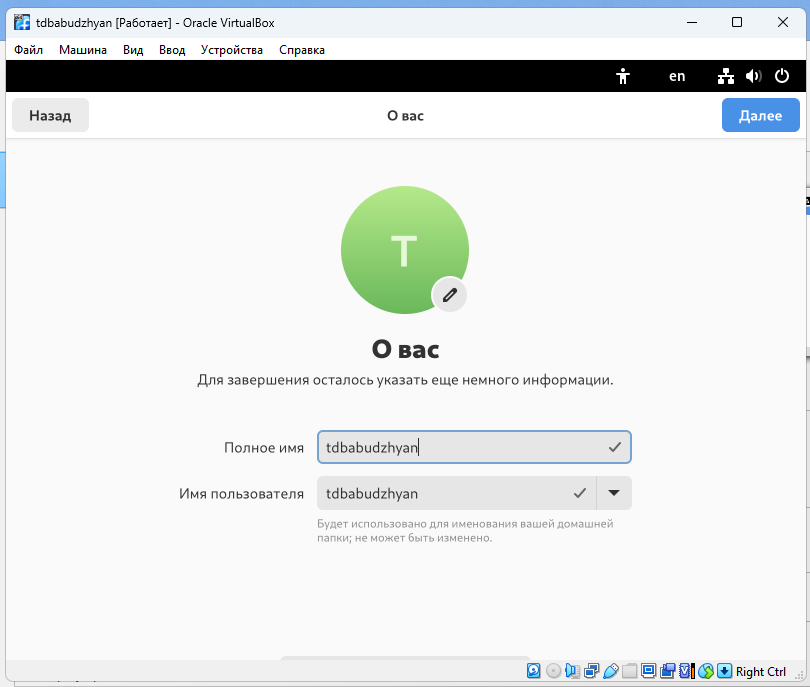 tdbabudzhyan [Работает] - Oracle VirtualBox
Файл Машина Вид Ввод Устройства Справка
en
Назад О вас Далее
T
О вас
Для завершения осталось указать еще немного информации.
Полное имя tdbabudzhyan
Имя пользователя tdbabudzhyan
Будет использовано для именования вашей домашней
папки; не может быть изменено.
Right Ctrl